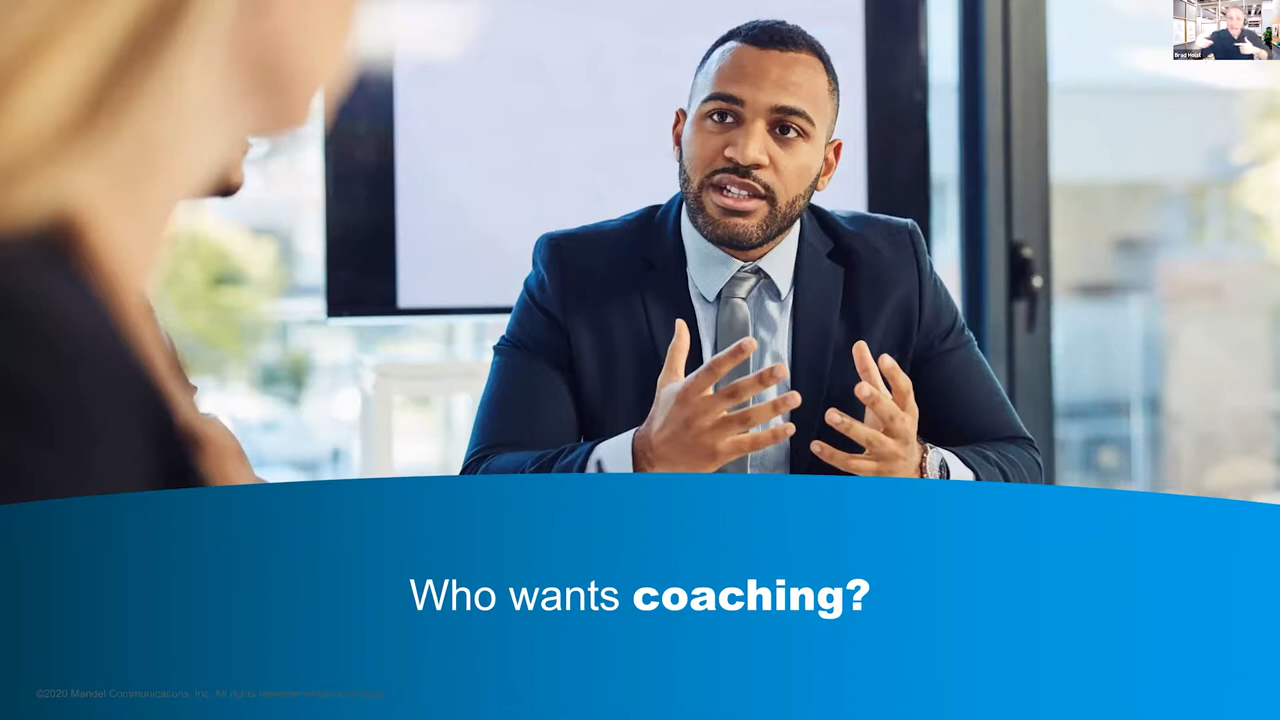 Brad Holst
Who wants coaching?
©2020 Mandel Communications, Inc. All rights reserved